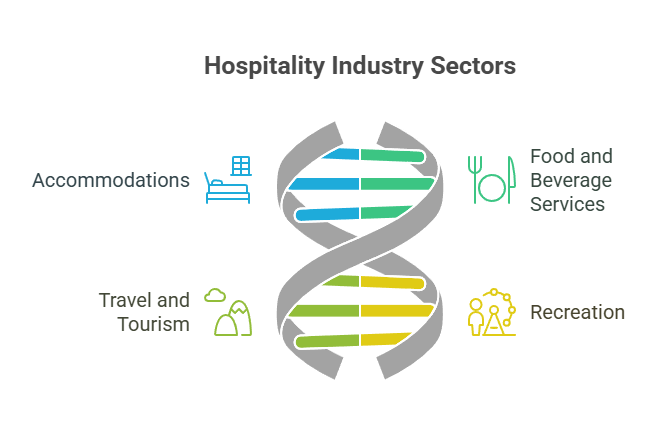 Hospitality Industry Sectors
Accommodations
Food and
Beverage
Services
Travel and
Tourism
Recreation